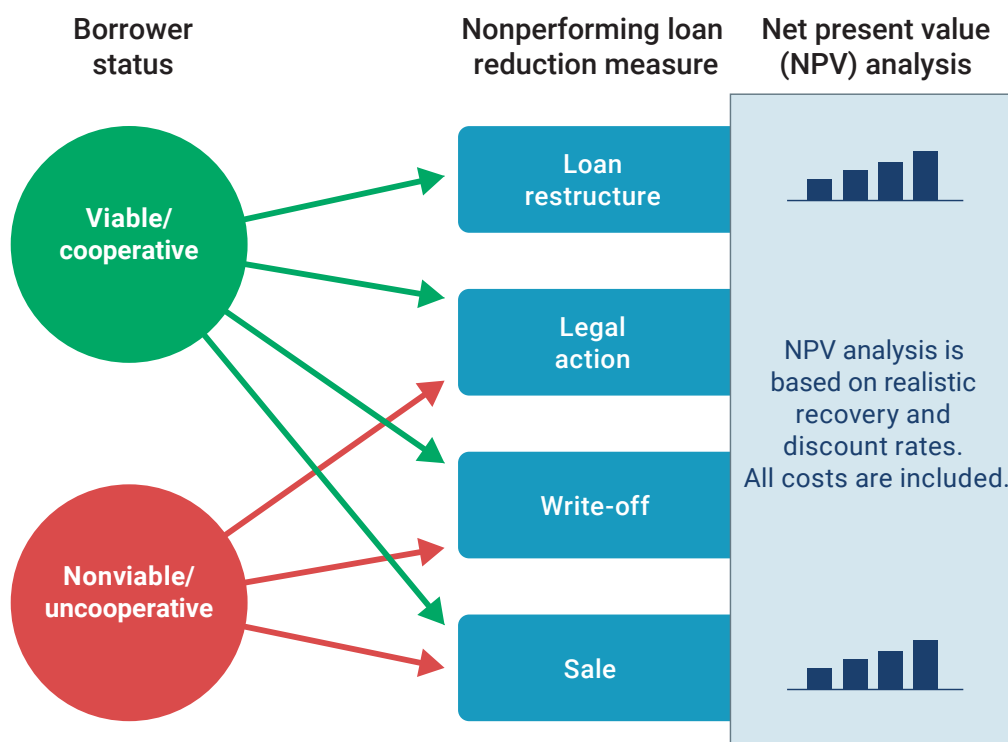 Borrower
status
Nonperforming loan
reduction measure
Net present value
(NPV) analysis
Viable/
cooperative
Nonviable/
uncooperative
Loan
restructure
Legal
action
Write-off
Sale
NPV analysis is
based on realistic
recovery and
discount rates.
All costs are included.